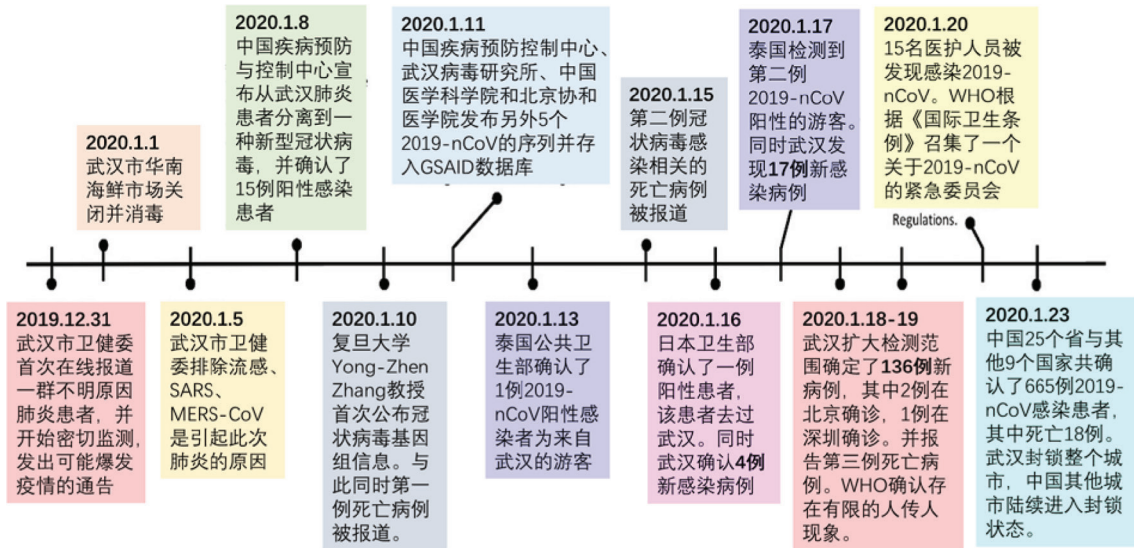 2020.1.8
中国疾病预防
与控制中心宣
布从武汉肺炎
患者分离到一
种新型冠状病
毒，并确认了
15例阳性感染
患者
2020.1.11
中国疾病预防控制中心、
武汉病毒研究所、中国
医学科学院和北京协和
医学院发布另外5个
2019-nCoV的序列并存
入GSAID数据库
2020.1.17
泰国检测到
第二例
2019-nCoV
阳性的游客。
同时武汉发
现17例新感
染病例
2020.1.20
15名医护人员被
发现感染2019-
nCoV。WHO根
据《国际卫生条
例》召集了一个
关于2019-nCoV
的紧急委员会
Regulations.
2020.1.1
武汉市华南
海鲜市场关
闭并消毒
2020.1.15
第二例冠
状病毒感
染相关的
死亡病例
被报道
2019.12.31
武汉市卫健委
首次在线报道
一群不明原因
肺炎患者，并
开始密切监测，
发出可能爆发
疫情的通告
2020.1.5
武汉市卫健
委排除流感、
SARS、
MERS-CoV
是引起此次
肺炎的原因
2020.1.10
复旦大学
Yong-Zhen
Zhang教授
首次公布冠
状病毒基因
组信息。与
此同时第一
例死亡病例
被报道。
2020.1.13
泰国公共卫
生部确认了
1例2019-
nCoV阳性感
染者为来自
武汉的游客
2020.1.16
日本卫生部
确认了一例
阳性患者，
该患者去过
武汉。同时
武汉确认4例
新感染病例
2020.1.18-19
武汉扩大检测范
围确定了136例新
病例，其中2例在
北京确诊，1例在
深圳确诊。并报
告第三例死亡病
例。WHO确认存
在有限的人传人
现象。
2020.1.23
中国25个省与其
他9个国家共确
认了665例2019-
nCoV感染患者，
其中死亡18例。
武汉封锁整个城
市，中国其他城
市陆续进入封锁
状态。